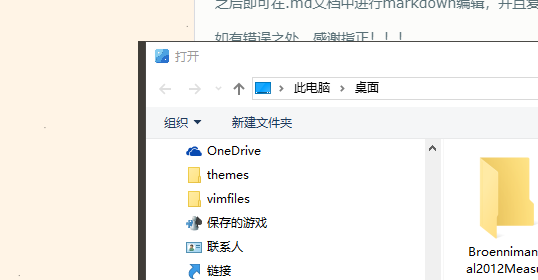 之后即可在.md文档中进行markdown编辑，并且爱
如有错误之处，感谢指正！！！
打开
此电脑 › 桌面
组织 新建文件夹
OneDrive
themes
vimfiles
保存的游戏
联系人
链接
Broenniman
al2012Measu